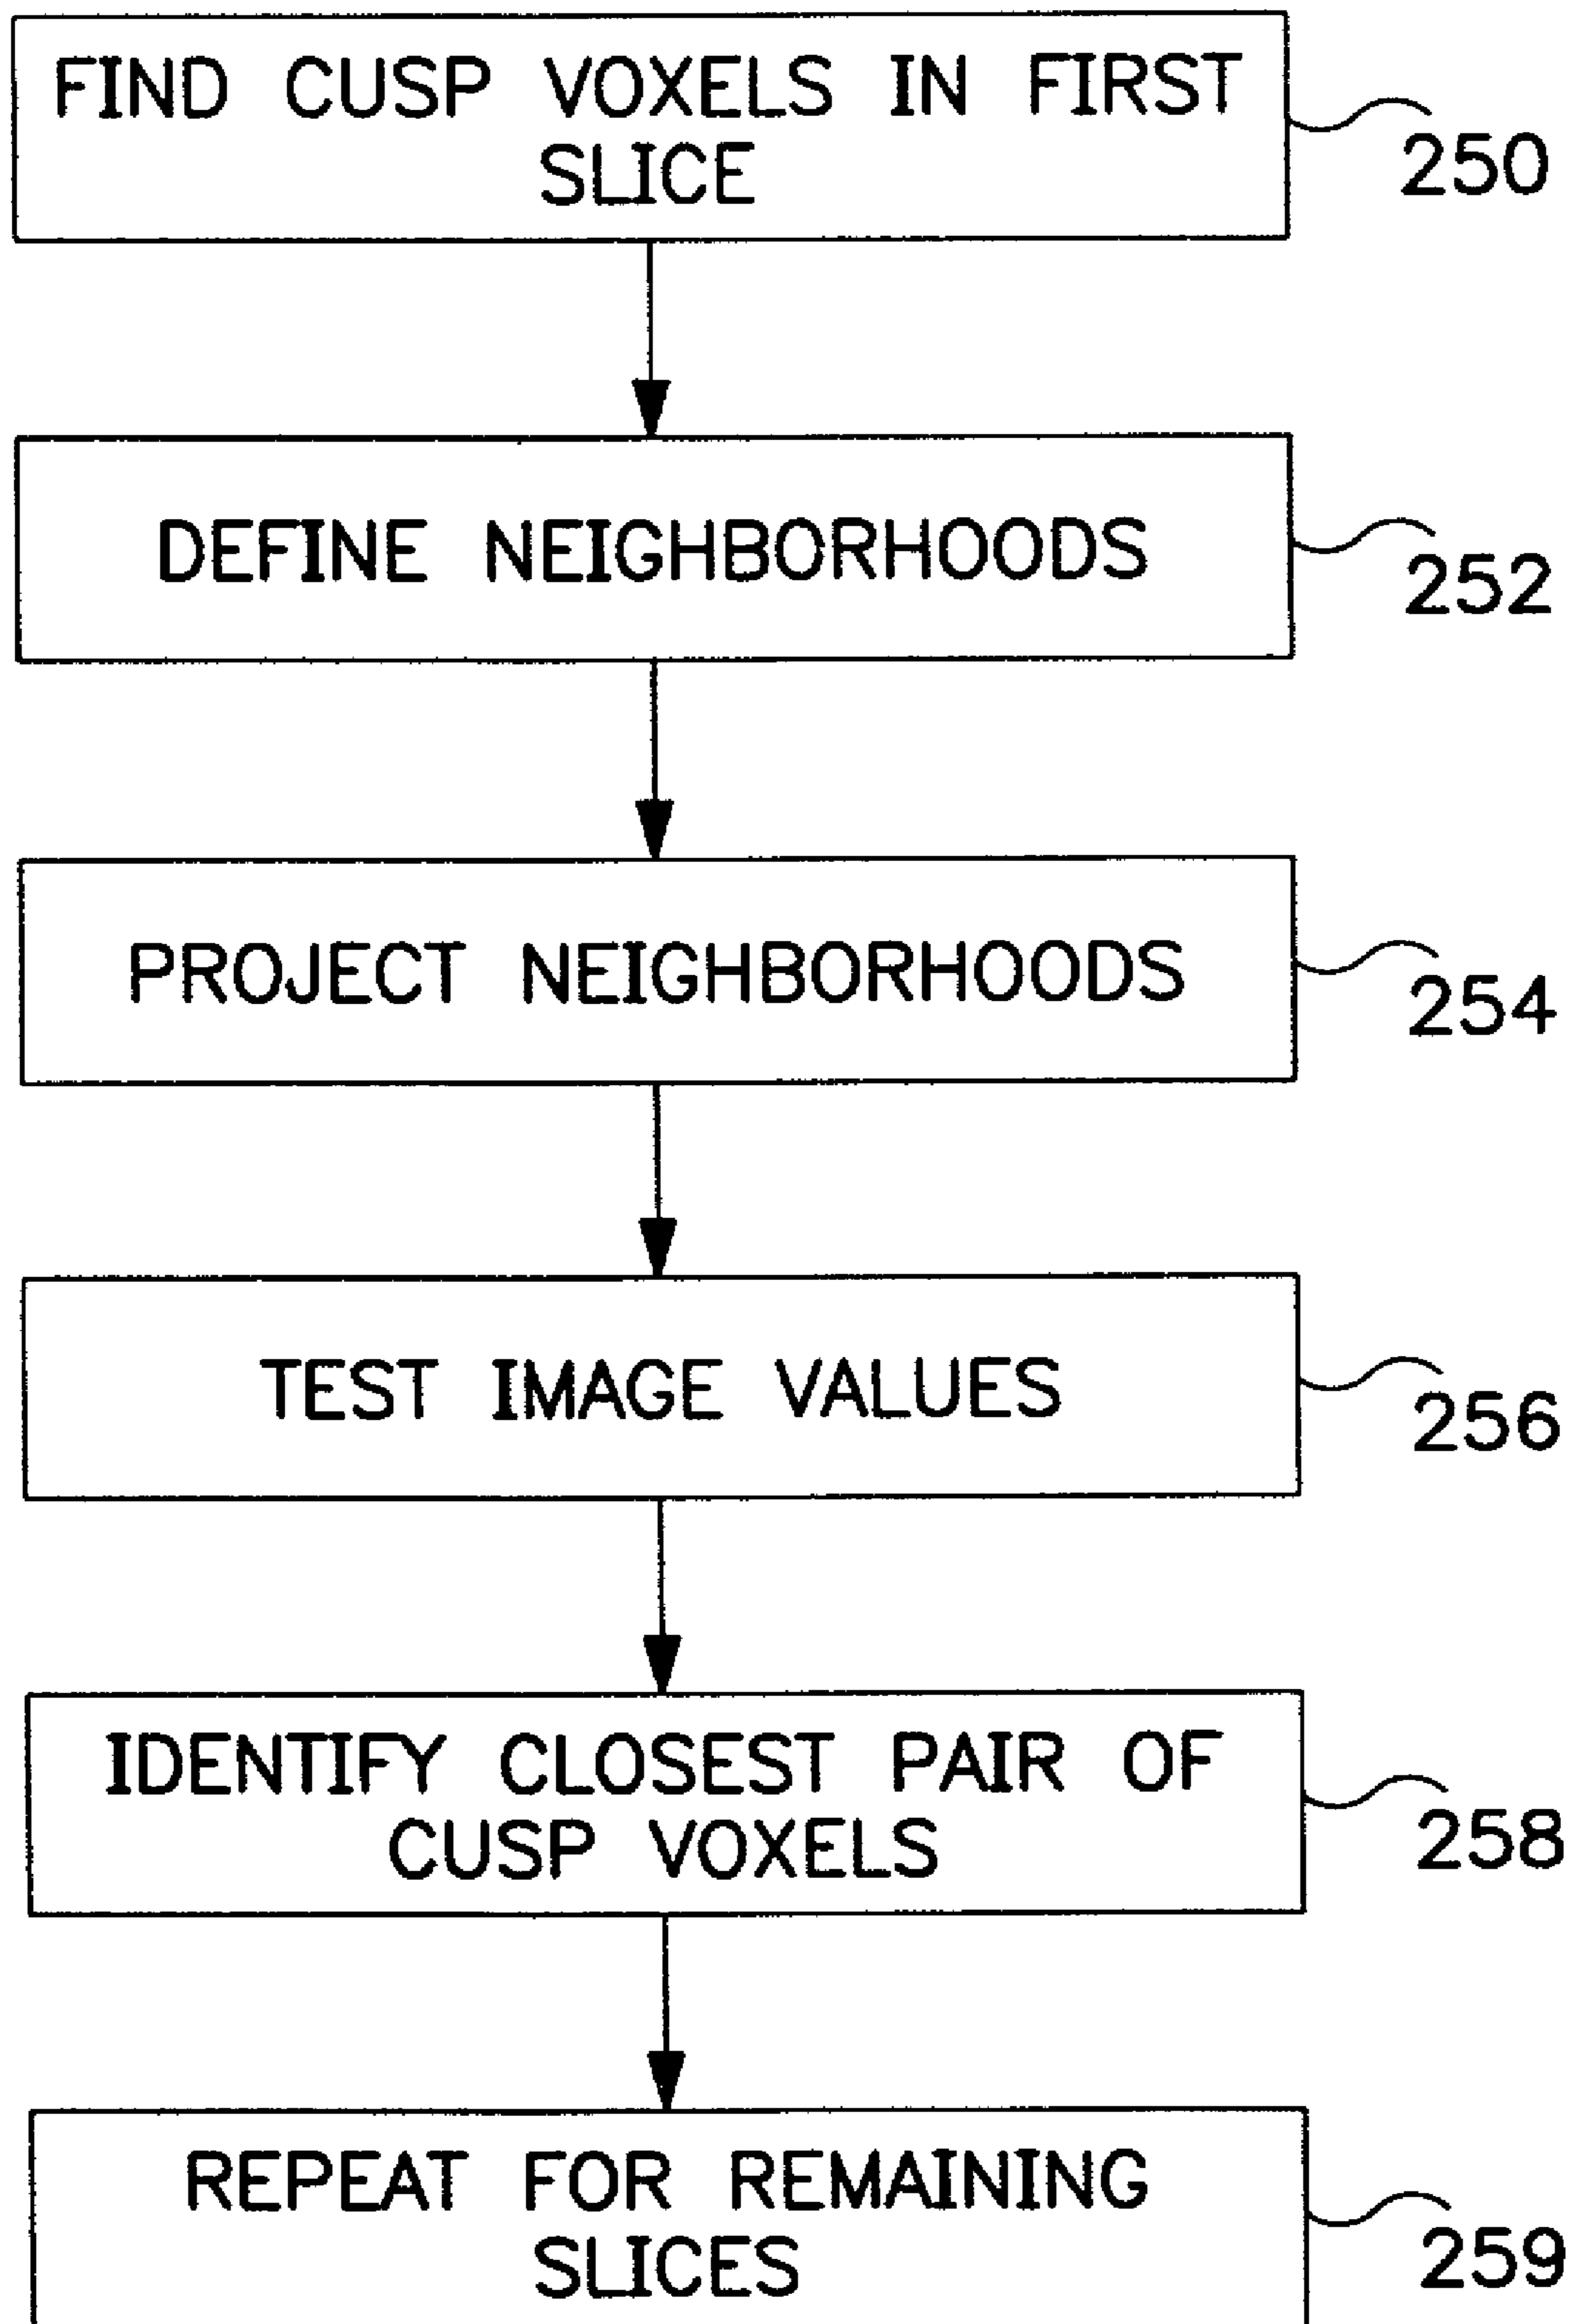 FIND CUSP VOXELS IN FIRST
SLICE
250
DEFINE NEIGHBORHOODS
252
PROJECT NEIGHBORHOODS
254
TEST IMAGE VALUES
256
IDENTIFY CLOSEST PAIR OF
CUSP VOXELS
258
REPEAT FOR REMAINING
SLICES
259